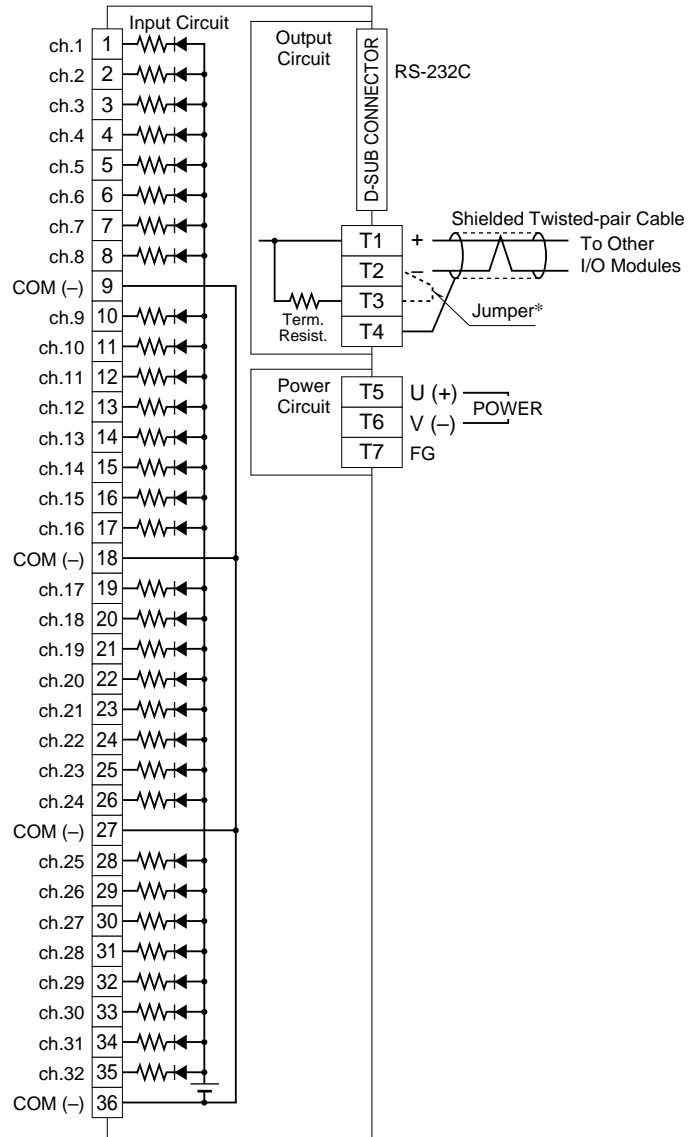 Input Circuit
ch.1 1
ch.2 2
ch.3 3
ch.4 4
ch.5 5
ch.6 6
ch.7 7
ch.8 8
COM (–) 9
ch.9 10
ch.10 11
ch.11 12
ch.12 13
ch.13 14
ch.14 15
ch.15 16
ch.16 17
COM (–) 18
ch.17 19
ch.18 20
ch.19 21
ch.20 22
ch.21 23
ch.22 24
ch.23 25
ch.24 26
COM (–) 27
ch.25 28
ch.26 29
ch.27 30
ch.28 31
ch.29 32
ch.30 33
ch.31 34
ch.32 35
COM (–) 36
Output
Circuit
D-SUB CONNECTOR
RS-232C
Shielded Twisted-pair Cable
T1 +
T2 –
T3
T4
To Other
I/O Modules
Term.
Resist.
Jumper*
Power
Circuit
T5 U (+)
T6 V (–)
T7 FG
POWER